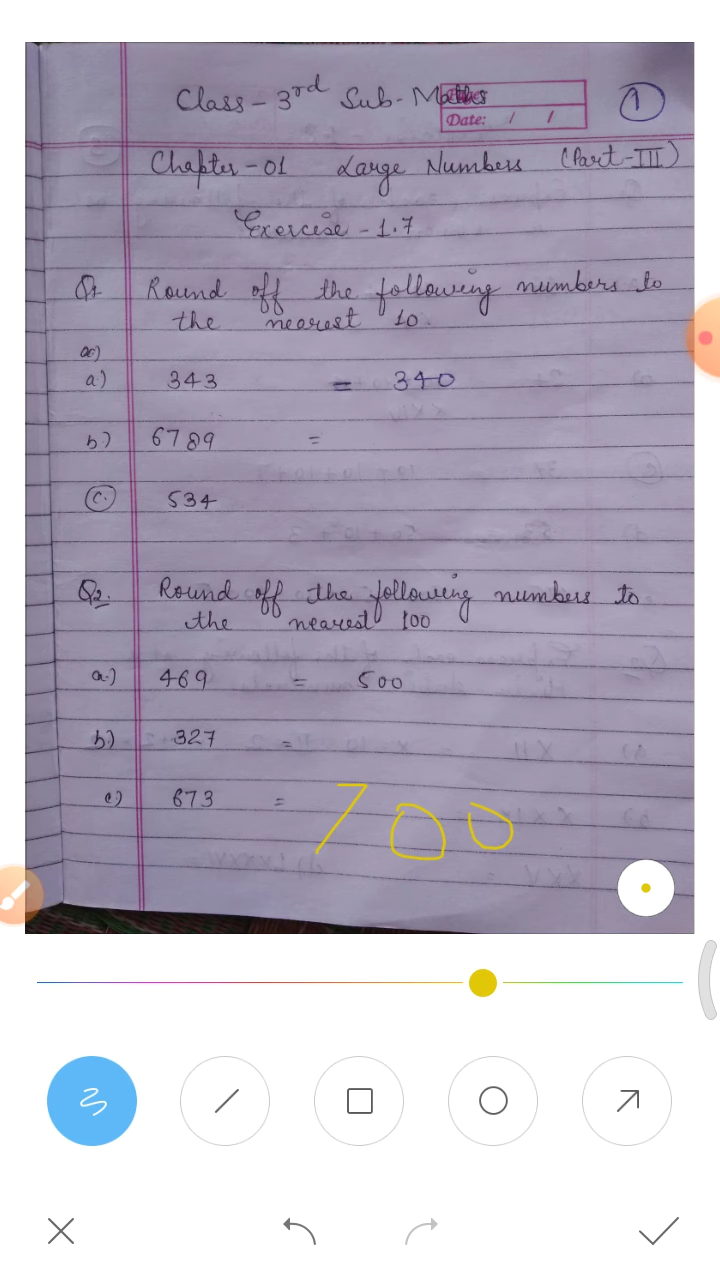 Class - 3rd Sub - Maths
Date: / /
1
Chapter - 01 Large Numbers (Part - III)
Exercise - 1.7
Q1 Round off the following numbers to
the nearest 10.
a)
a.) 343 = 340
b) 6789 =
c. 534
Q2. Round off the following numbers to
the nearest 100
a.) 469 = 500
b.) 327 =
c) 673 = 700